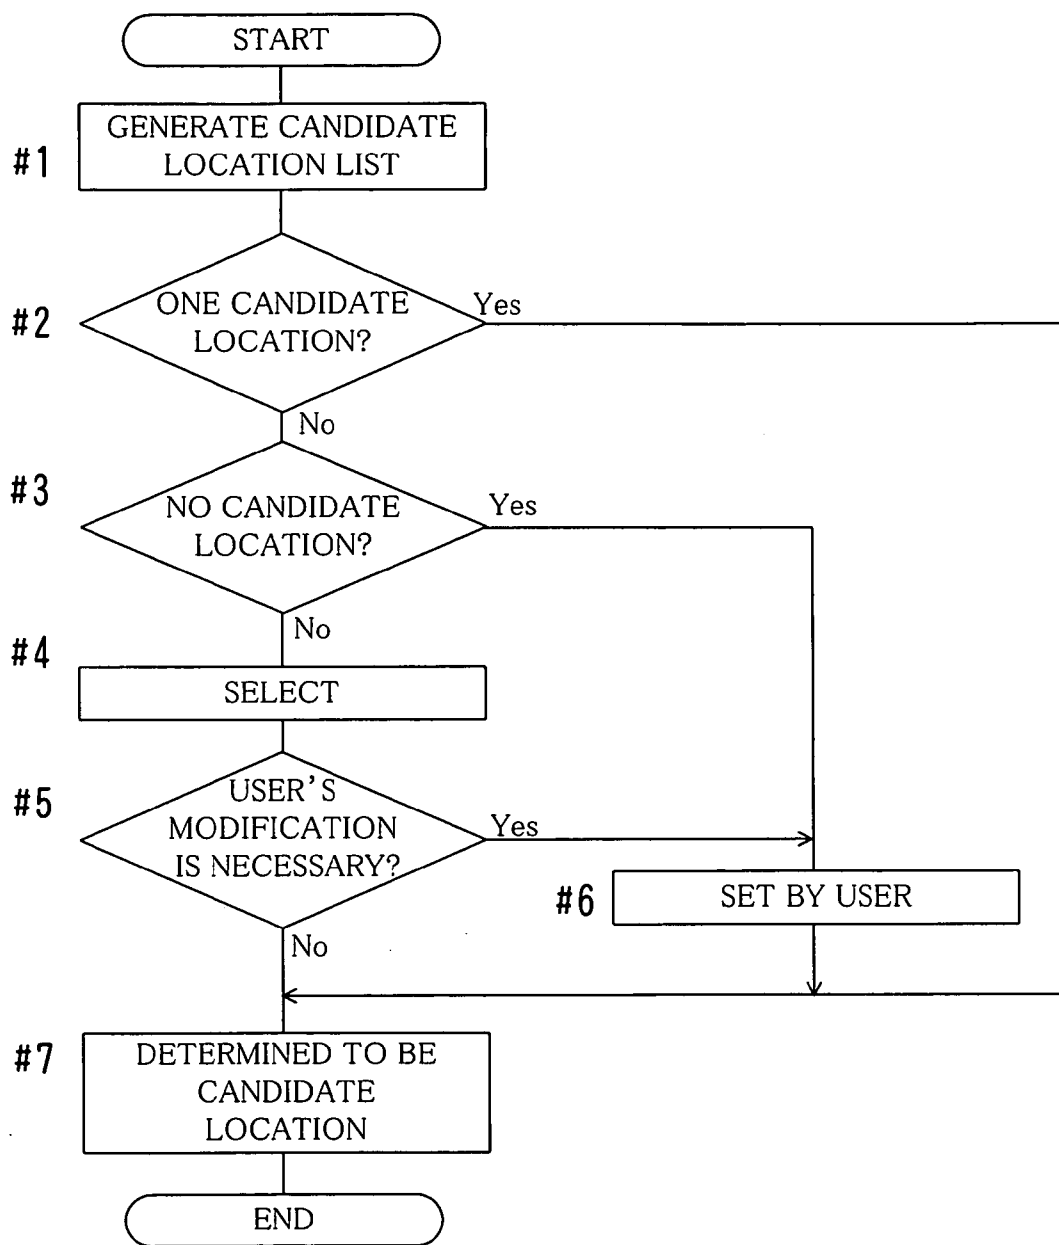 START
GENERATE CANDIDATE
LOCATION LIST
#1
ONE CANDIDATE
LOCATION?
Yes
#2
No
#3
NO CANDIDATE
LOCATION?
Yes
No
#4
SELECT
#5
USER'S
MODIFICATION
IS NECESSARY?
Yes
#6
SET BY USER
No
#7
DETERMINED TO BE
CANDIDATE
LOCATION
END